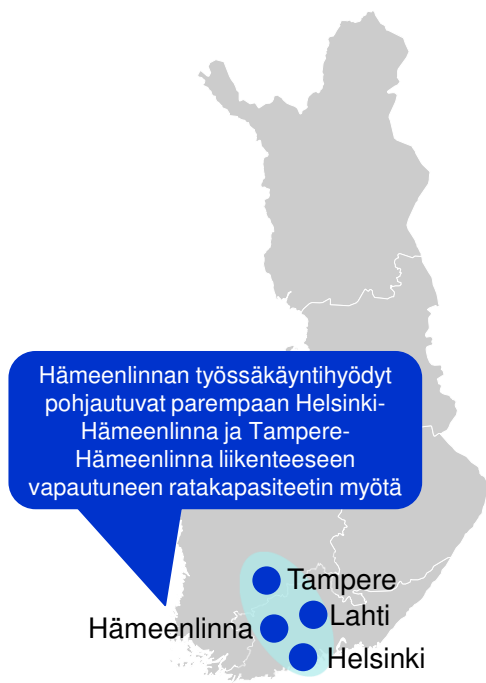 Hämeenlinnan työssäkäyntihyödyt
pohjautuvat parempaan Helsinki-
Hämeenlinna ja Tampere-
Hämeenlinna liikenteeseen
vapautuneen ratakapasiteetin myötä
Tampere
Lahti
Hämeenlinna
Helsinki